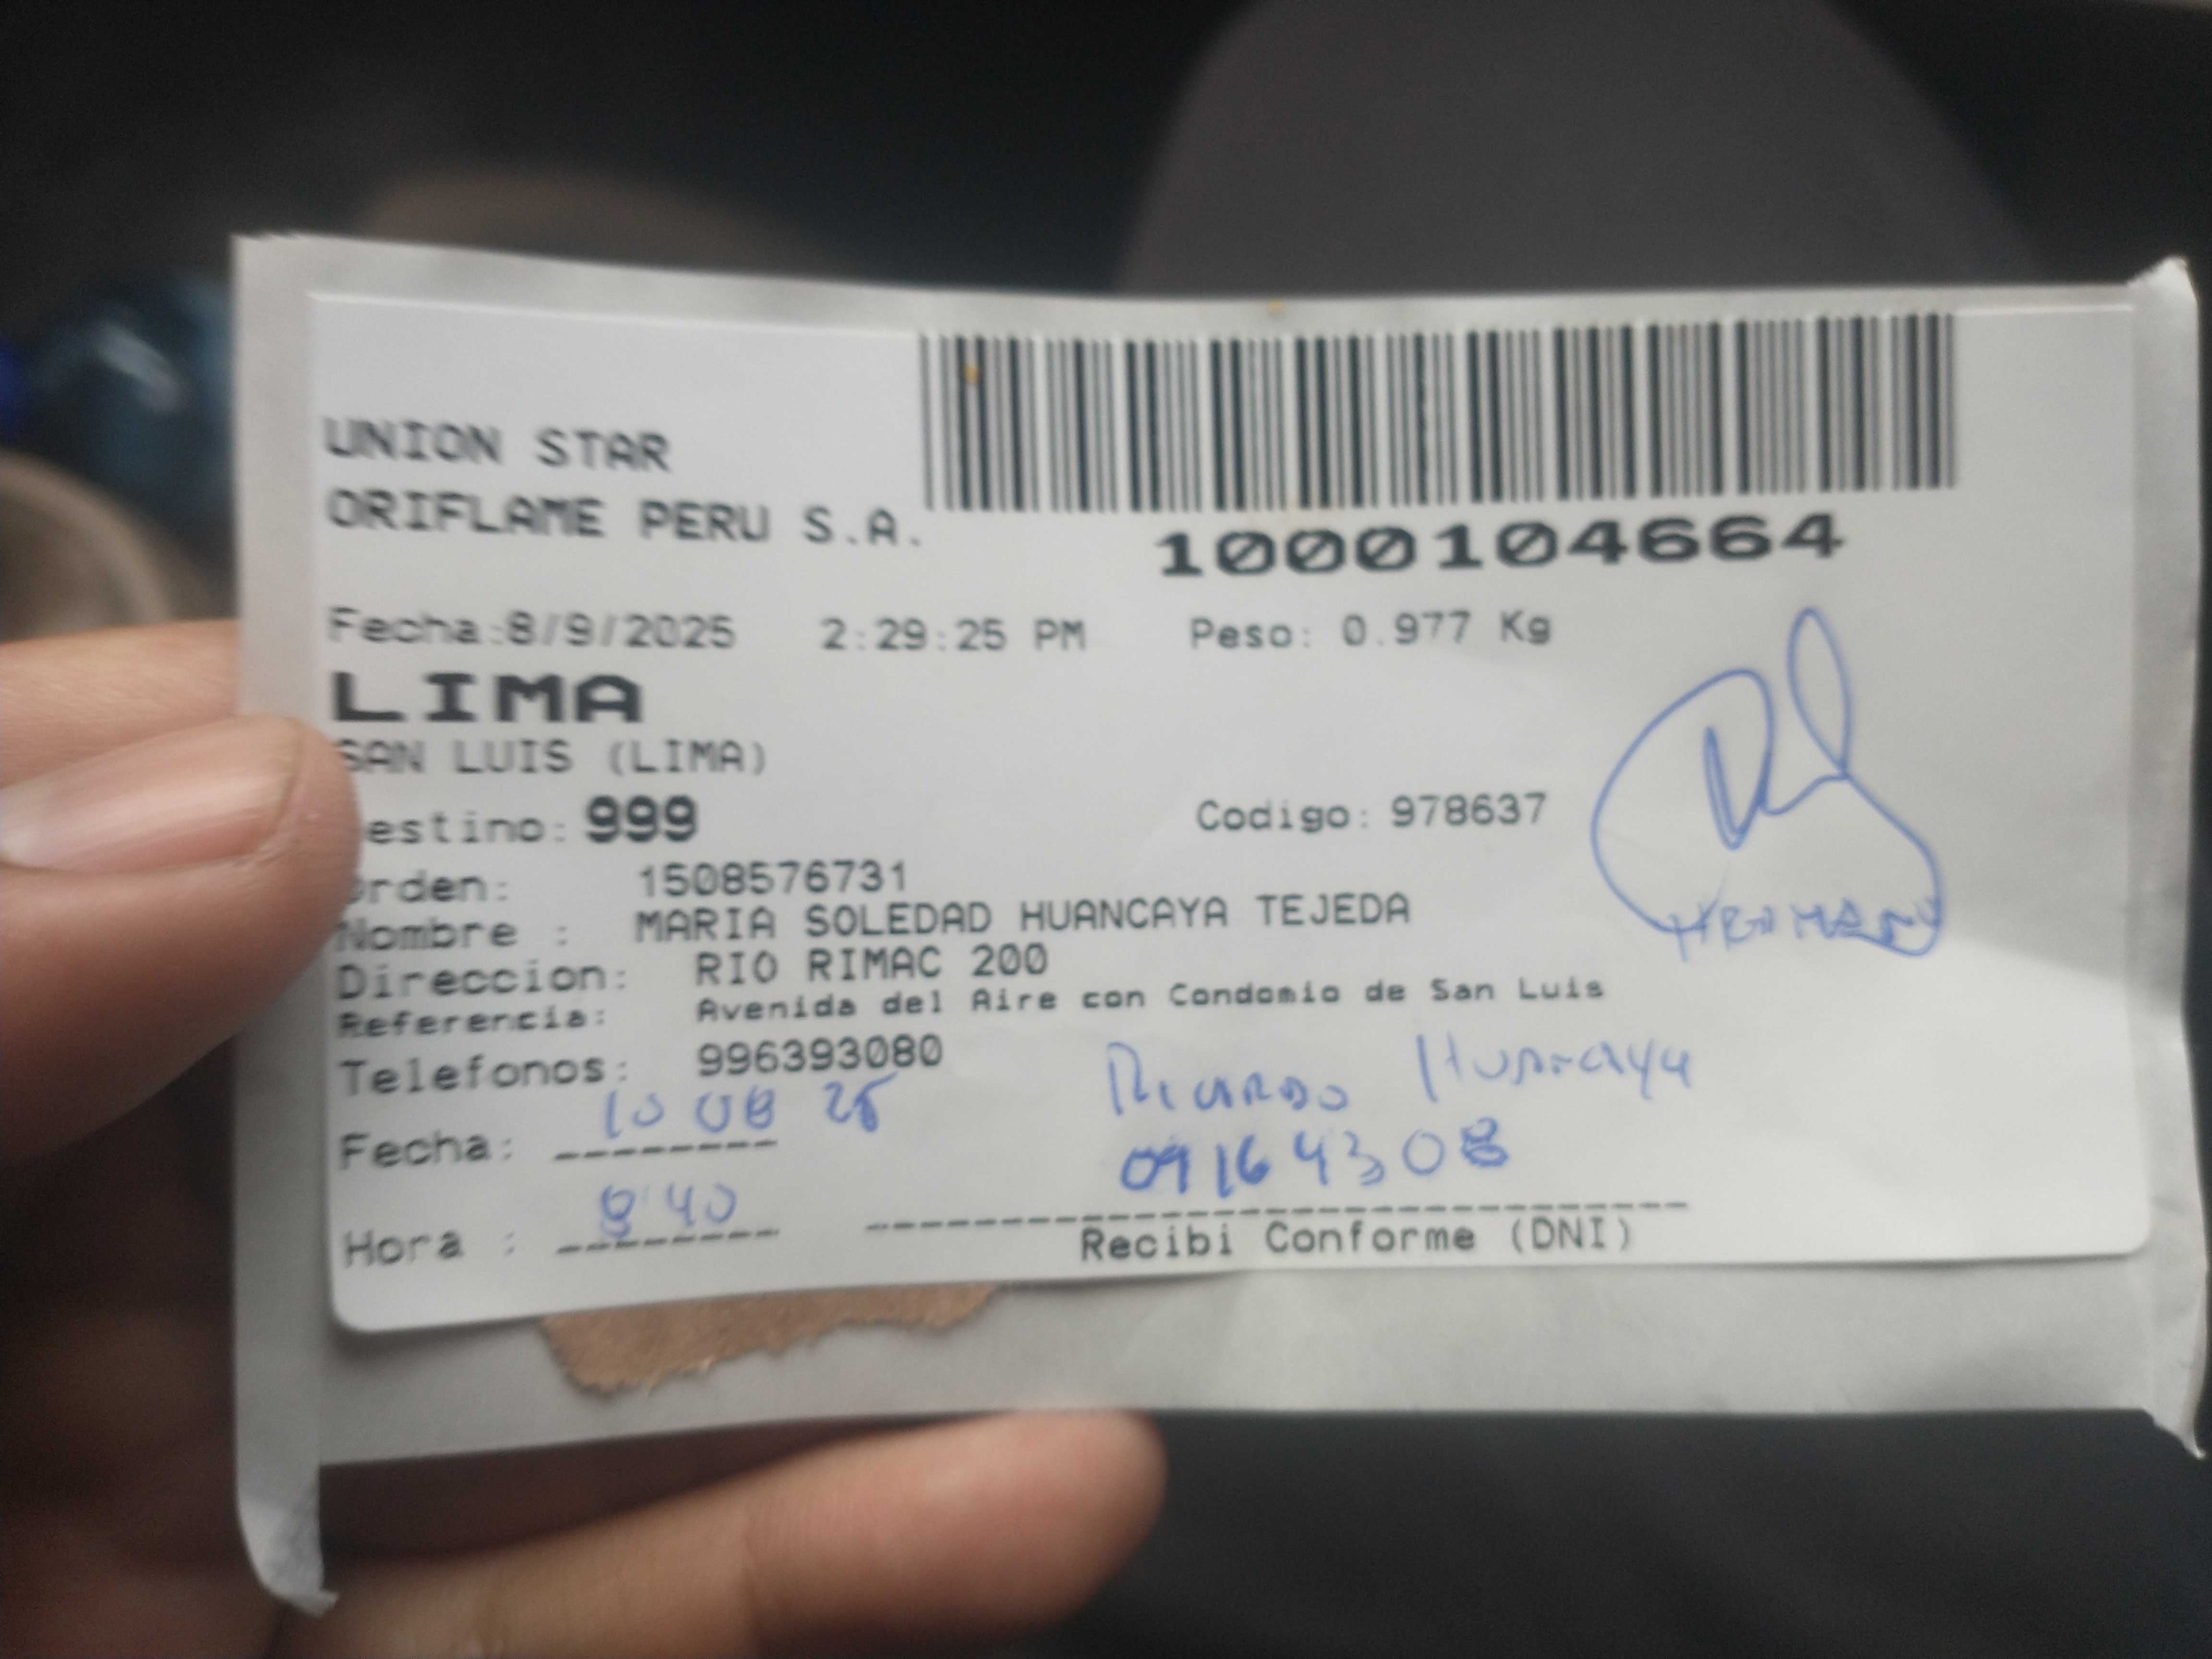 UNION STAR
ORIFLAME PERU S.A.
1000104664
Fecha:8/9/2025 2:29:25 PM Peso: 0.977 Kg
LIMA
SAN LUIS (LIMA)
estino: 999 Codigo: 978637
rden: 1508576731
Nombre : MARIA SOLEDAD HUANCAYA TEJEDA
HERMANO
Direccion: RIO RIMAC 200
Referencia: Avenida del Aire con Condomio de San Luis
Telefonos: 996393080
Ricardo Huancaya
Fecha: 10 08 25
09164308
Hora : 8:40
Recibi Conforme (DNI)